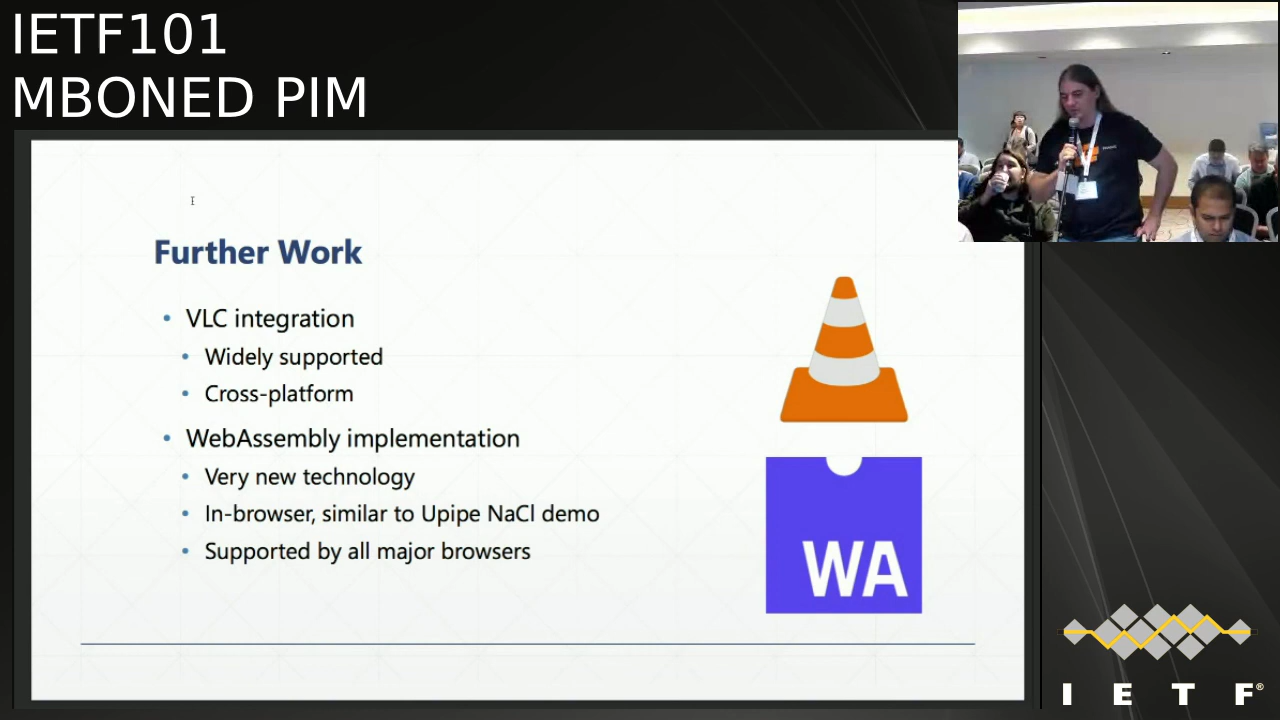 IETF101
MBONED PIM
Further Work
VLC integration
Widely supported
Cross-platform
WebAssembly implementation
Very new technology
In-browser, similar to Upipe NaCl demo
Supported by all major browsers
WA
I E T F®